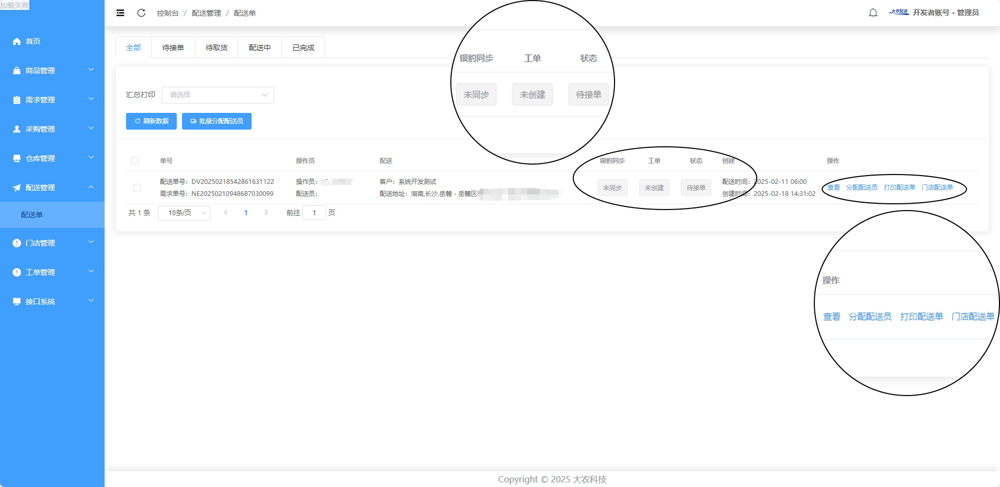 加载失败
控制台 / 配送管理 / 配送单
大农配送 开发者账号 - 管理员
首页
商品管理
需求管理
采购管理
仓库管理
配送管理
配送单
门店管理
工单管理
接口系统
全部 待接单 待取货 配送中 已完成
汇总打印 请选择
刷新数据 批量分配配送员
银豹同步 工单 状态
未同步 未创建 待接单
单号 操作员 配送 银豹同步 工单 状态 创建 操作
配送单号：DV20250218542861631122 操作员： 客户：系统开发测试 配送时间：2025-02-11 06:00
需求单号：NE20250210948687030099 配送员： 配送地址：湖南,长沙,岳麓 - 岳麓区 创建时间：2025-02-18 14:31:02
未同步 未创建 待接单
查看 分配配送员 打印配送单 门店配送单
共 1 条 10条/页 1 前往 1 页
操作
查看 分配配送员 打印配送单 门店配送单
Copyright © 2025 大农科技